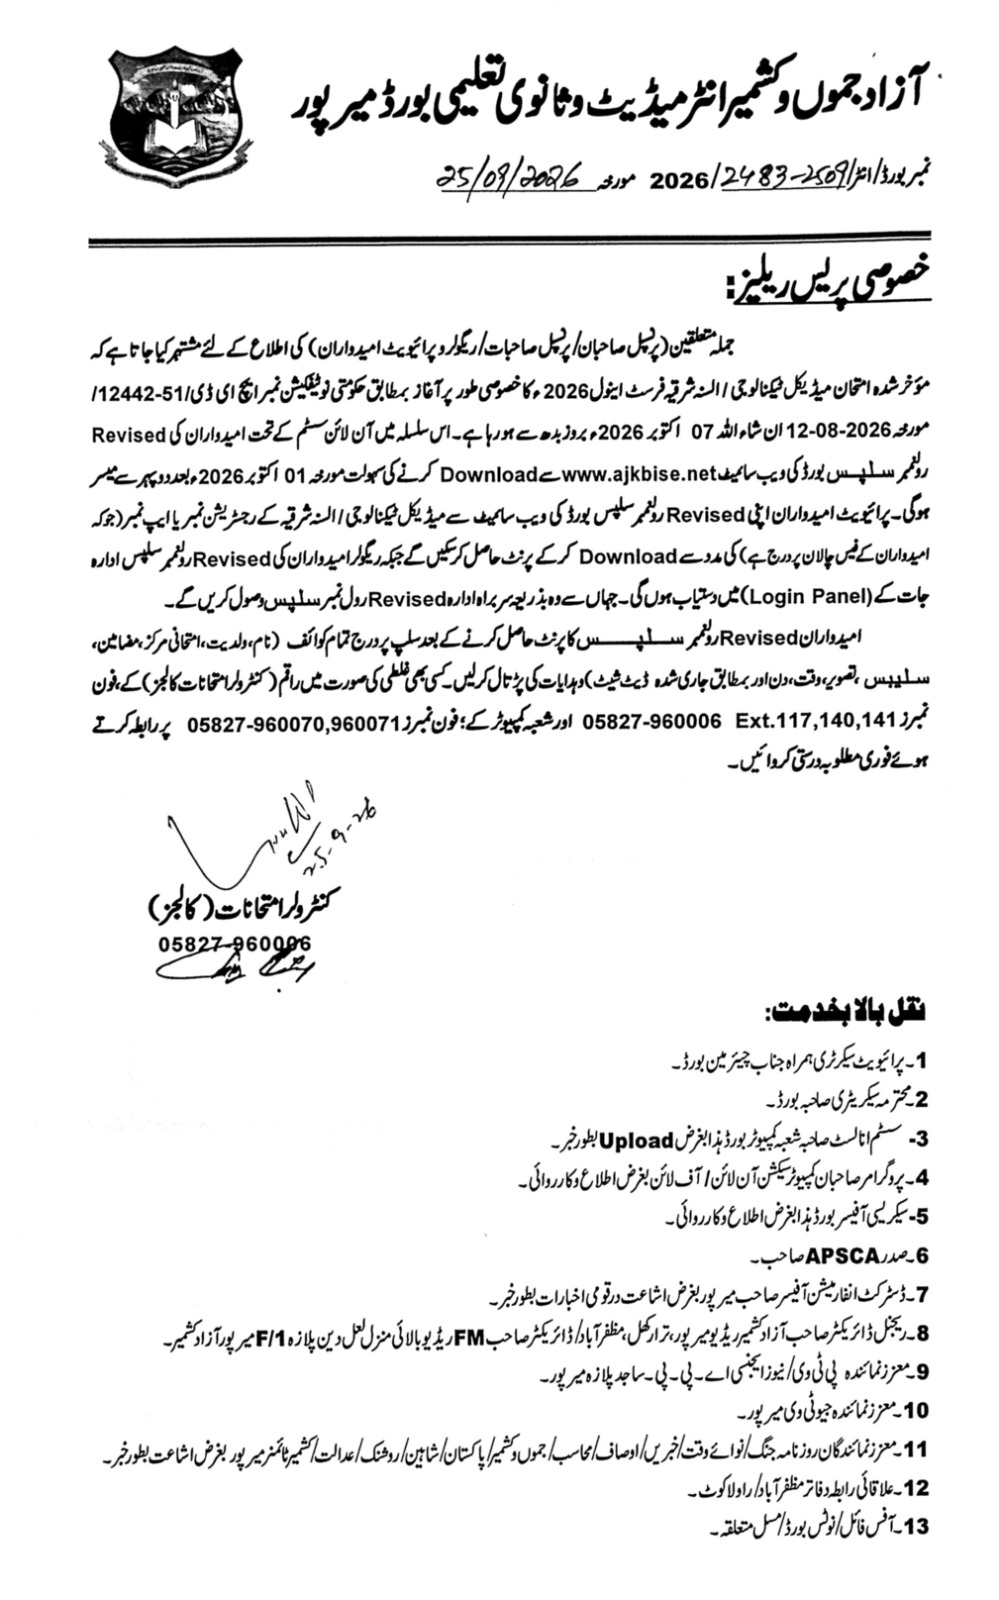 آزاد جموں و کشمیر انٹرمیڈیٹ و ثانوی تعلیمی بورڈ میرپور
نمبر بورڈ/انٹر/2483-2509/2026 مورخہ 25/09/2026
خصوصی پریس ریلیز:
جملہ متعلقین (پرنسپل صاحبان/پرنسپل صاحبات/ریگولر و پرائیویٹ امیدواران) کی اطلاع کے لئے مشتہر کیا جاتا ہے کہ
مؤخر شدہ امتحان میڈیکل ٹیکنالوجی/السنہ شرقیہ فرسٹ اینول 2026ء کا خصوصی طور پر آغاز بمطابق حکومتی نوٹیفکیشن نمبر ایچ ای ڈی/12442-51/
مورخہ 12-08-2026 ان شاء اللہ 07 اکتوبر 2026ء بروز بدھ سے ہو رہا ہے۔ اس سلسلہ میں آن لائن سسٹم کے تحت امیدواران کی Revised
رولنمبر سلپس بورڈ کی ویب سائیٹ www.ajkbise.net سے Download کرنے کی سہولت مورخہ 01 اکتوبر 2026ء بعد دوپہر سے میسر
ہوگی۔ پرائیویٹ امیدواران اپنی Revised رولنمبر سلپس بورڈ کی ویب سائیٹ سے میڈیکل ٹیکنالوجی/السنہ شرقیہ کے رجسٹریشن نمبر یا ایپ نمبر (جو کہ
امیدواران کے فیس چالان پر درج ہے) کی مدد سے Download کر کے پرنٹ حاصل کر سکیں گے جبکہ ریگولر امیدواران کی Revised رولنمبر سلپس ادارہ
جات کے (Login Panel) میں دستیاب ہوں گی۔ جہاں سے وہ بذریعہ سربراہ ادارہ Revised رول نمبر سلپس وصول کریں گے۔
امیدواران Revised رولنمبر سلپس کا پرنٹ حاصل کرنے کے بعد سلپ پر درج تمام کوائف (نام، ولدیت، امتحانی مرکز، مضامین،
سلیبس، تصویر، وقت، دن اور بمطابق جاری شدہ ڈیٹ شیٹ) و ہدایات کی پڑتال کر لیں۔ کسی بھی غلطی کی صورت میں راقم (کنٹرولر امتحانات کالجز) کے، فون
نمبرز 05827-960006 Ext.117,140,141 اور شعبہ کمپیوٹر کے؛ فون نمبرز 05827-960070,960071 پر رابطہ کرتے
ہوئے فوری مطلوبہ درستی کروائیں۔
25-9-26
کنٹرولر امتحانات (کالجز)
05827-960006
نقل بالا بخدمت:
1۔ پرائیویٹ سیکرٹری ہمراہ جناب چیئرمین بورڈ۔
2۔ محترمہ سیکریٹری صاحبہ بورڈ۔
3- سسٹم انالسٹ صاحبہ شعبہ کمپیوٹر بورڈ ہذا بغرض Upload بطور خبر۔
4۔ پروگرامر صاحبان کمپیوٹر سیکشن آن لائن/آف لائن بغرض اطلاع و کارروائی۔
5- سیکریسی آفیسر بورڈ ہذا بغرض اطلاع و کارروائی۔
6۔ صدر APSCA صاحب۔
7۔ ڈسٹرکٹ انفارمیشن آفیسر صاحب میرپور بغرض اشاعت در قومی اخبارات بطور خبر۔
8۔ ریجنل ڈائریکٹر صاحب آزاد کشمیر ریڈیو میرپور، تراڑکھل، مظفرآباد/ڈائریکٹر صاحب FM ریڈیو بالائی منزل لعل دین پلازہ F/1 میرپور آزاد کشمیر۔
9۔ معزز نمائندہ پی ٹی وی/نیوز ایجنسی اے۔پی۔پی۔ ساجد پلازہ میرپور۔
10۔ معزز نمائندہ جیو ٹی وی میرپور۔
11۔ معزز نمائندگان روزنامہ جنگ/نوائے وقت/خبریں/اوصاف/محاسب/جموں و کشمیر/پاکستان/شاہین/روشنک/عدالت/کشمیر ٹائمنز میرپور بغرض اشاعت بطور خبر۔
12۔ علاقائی رابطہ دفاتر مظفرآباد/راولاکوٹ۔
13۔ آفس فائل/نوٹس بورڈ/مسل متعلقہ۔